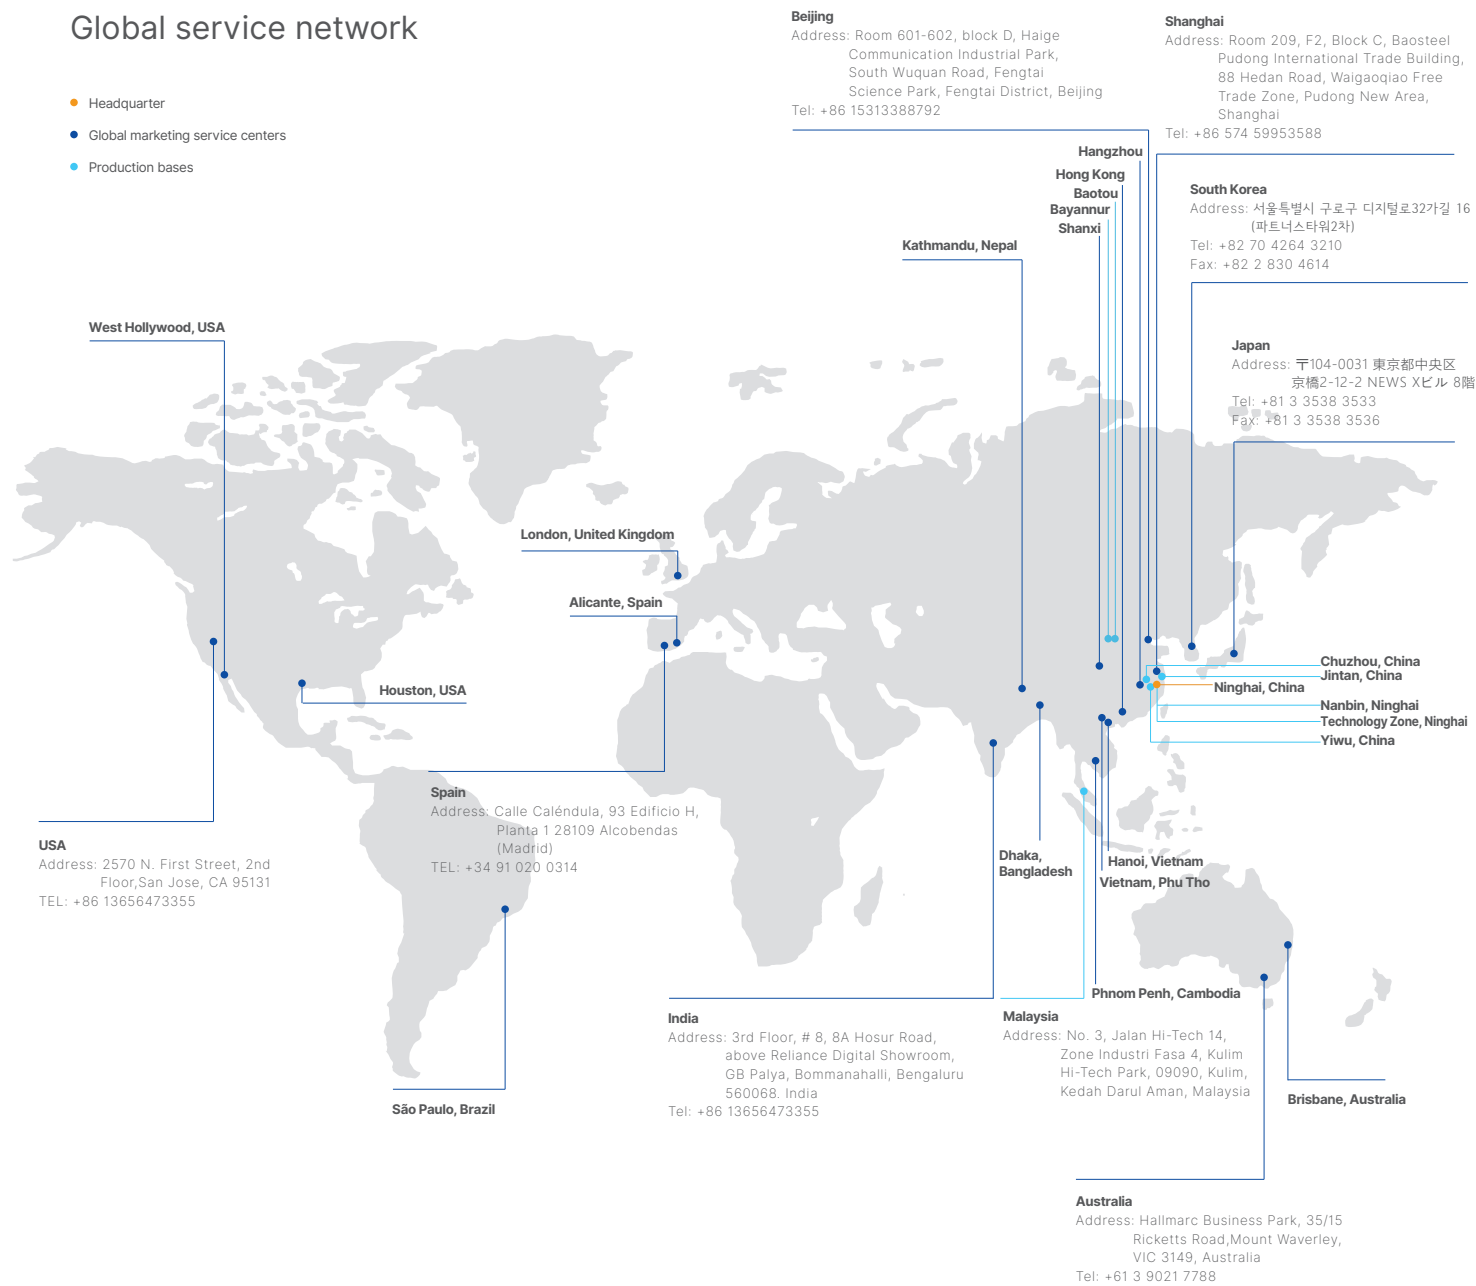 Global service network
Headquarter
Global marketing service centers
Production bases
Beijing
Address: Room 601-602, block D, Haige
Communication Industrial Park,
South Wuquan Road, Fengtai
Science Park, Fengtai District, Beijing
Tel: +86 15313388792
Shanghai
Address: Room 209, F2, Block C, Baosteel
Pudong International Trade Building,
88 Hedan Road, Waigaoqiao Free
Trade Zone, Pudong New Area,
Shanghai
Tel: +86 574 59953588
Hangzhou
Hong Kong
Baotou
Bayannur
Shanxi
Kathmandu, Nepal
South Korea
Address: 서울특별시 구로구 디지털로32가길 16
(파트너스타워2차)
Tel: +82 70 4264 3210
Fax: +82 2 830 4614
West Hollywood, USA
Japan
Address: 〒104-0031 東京都中央区
京橋2-12-2 NEWS Xビル 8階
Tel: +81 3 3538 3533
Fax: +81 3 3538 3536
London, United Kingdom
Alicante, Spain
Houston, USA
Chuzhou, China
Jintan, China
Ninghai, China
Nanbin, Ninghai
Technology Zone, Ninghai
Yiwu, China
Spain
Address: Calle Caléndula, 93 Edificio H,
Planta 1 28109 Alcobendas
(Madrid)
TEL: +34 91 020 0314
USA
Address: 2570 N. First Street, 2nd
Floor,San Jose, CA 95131
TEL: +86 13656473355
Dhaka,
Bangladesh
Hanoi, Vietnam
Vietnam, Phu Tho
Phnom Penh, Cambodia
India
Address: 3rd Floor, # 8, 8A Hosur Road,
above Reliance Digital Showroom,
GB Palya, Bommanahalli, Bengaluru
560068. India
Tel: +86 13656473355
Malaysia
Address: No. 3, Jalan Hi-Tech 14,
Zone Industri Fasa 4, Kulim
Hi-Tech Park, 09090, Kulim,
Kedah Darul Aman, Malaysia
São Paulo, Brazil
Brisbane, Australia
Australia
Address: Hallmarc Business Park, 35/15
Ricketts Road,Mount Waverley,
VIC 3149, Australia
Tel: +61 3 9021 7788